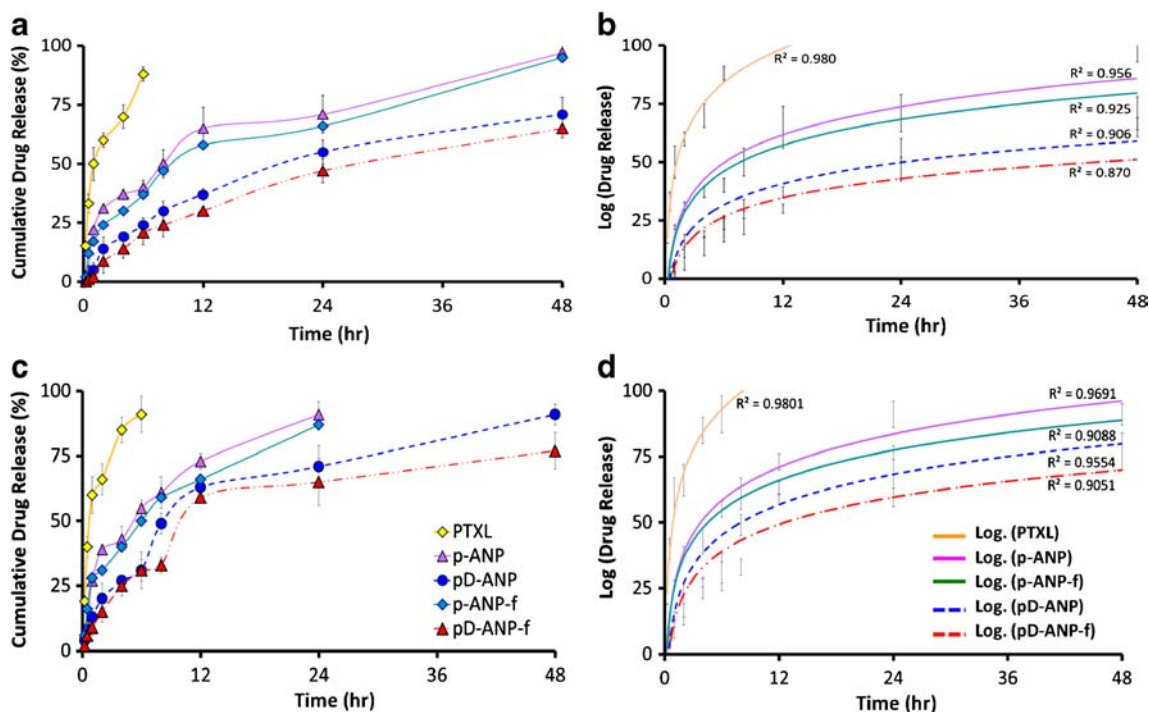 a
Cumulative Drug Release (%)
100
75
50
25
0
0 12 24 36 48
Time (hr)
b
Log (Drug Release)
100
75
50
25
0
R² = 0.980
R² = 0.956
R² = 0.925
R² = 0.906
R² = 0.870
0 12 24 36 48
Time (hr)
c
Cumulative Drug Release (%)
100
75
50
25
0
PTXL
p-ANP
pD-ANP
p-ANP-f
pD-ANP-f
0 12 24 36 48
Time (hr)
d
Log (Drug Release)
100
75
50
25
0
R² = 0.9801
R² = 0.9691
R² = 0.9088
R² = 0.9554
R² = 0.9051
Log. (PTXL)
Log. (p-ANP)
Log. (p-ANP-f)
Log. (pD-ANP)
Log. (pD-ANP-f)
0 12 24 36 48
Time (hr)